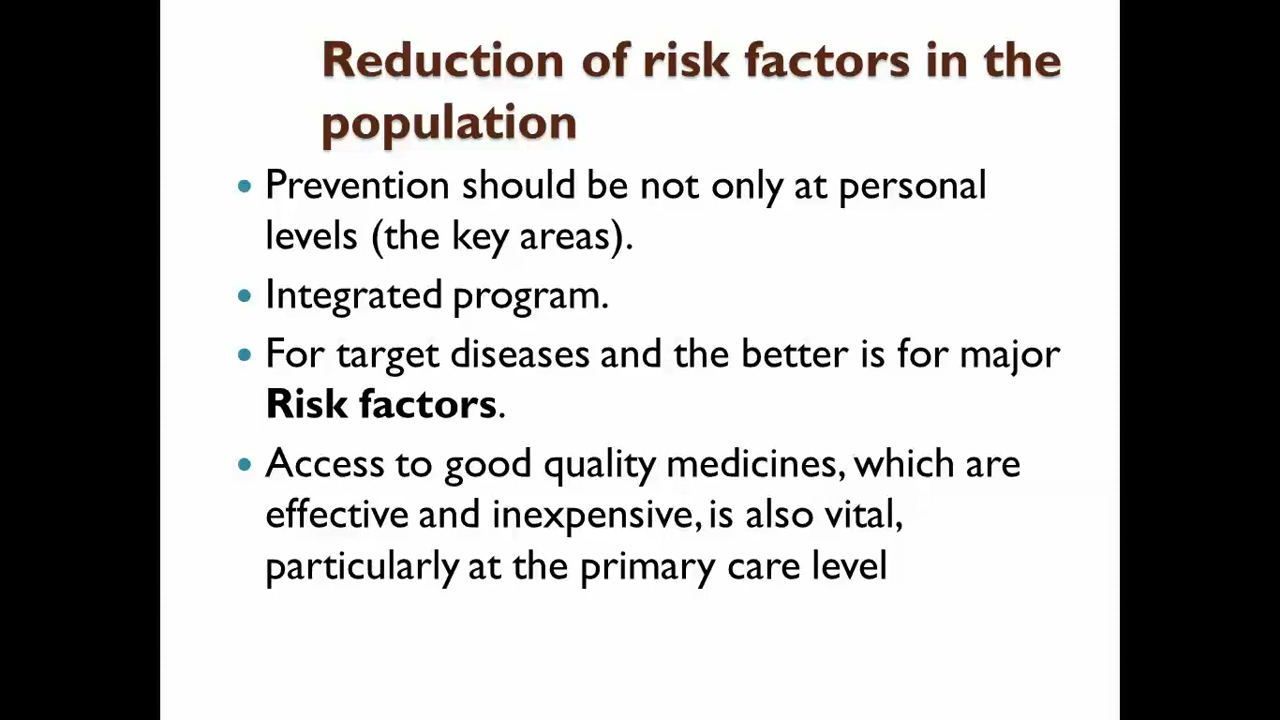 Reduction of risk factors in the
population
• Prevention should be not only at personal
levels (the key areas).
• Integrated program.
• For target diseases and the better is for major
Risk factors.
• Access to good quality medicines, which are
effective and inexpensive, is also vital,
particularly at the primary care level